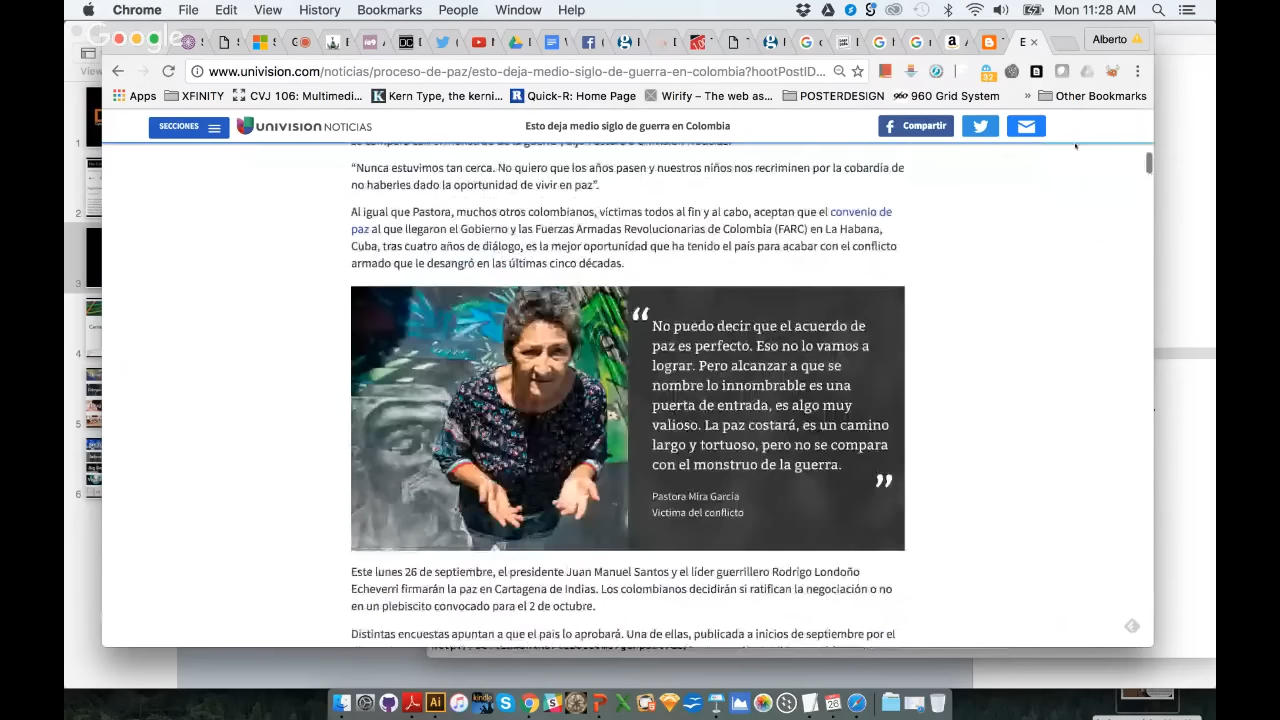 Chrome File Edit View History Bookmarks People Window Help Mon 11:28 AM
Google
Alberto
www.univision.com/noticias/proceso-de-paz/esto-deja-medio-siglo-de-guerra-en-colombia?hootPostID...
32
Apps XFINITY CVJ 106: Multimedi... Kern Type, the kerni... Quick-R: Home Page Wirify — The web as... POSTERDESIGN 960 Grid System » Other Bookmarks
SECCIONES UNIVISION NOTICIAS Esto deja medio siglo de guerra en Colombia Compartir
“Nunca estuvimos tan cerca. No quiero que los años pasen y nuestros niños nos recriminen por la cobardía de
no haberles dado la oportunidad de vivir en paz”.
Al igual que Pastora, muchos otros colombianos, víctimas todos al fin y al cabo, aceptan que el convenio de
paz al que llegaron el Gobierno y las Fuerzas Armadas Revolucionarias de Colombia (FARC) en La Habana,
Cuba, tras cuatro años de diálogo, es la mejor oportunidad que ha tenido el país para acabar con el conflicto
armado que le desangró en las últimas cinco décadas.
“ No puedo decir que el acuerdo de
paz es perfecto. Eso no lo vamos a
lograr. Pero alcanzar a que se
nombre lo innombrable es una
puerta de entrada, es algo muy
valioso. La paz costará, es un camino
largo y tortuoso, pero no se compara
con el monstruo de la guerra. ”
Pastora Mira García
Víctima del conflicto
Este lunes 26 de septiembre, el presidente Juan Manuel Santos y el líder guerrillero Rodrigo Londoño
Echeverri firmarán la paz en Cartagena de Indias. Los colombianos decidirán si ratifican la negociación o no
en un plebiscito convocado para el 2 de octubre.
Distintas encuestas apuntan a que el país lo aprobará. Una de ellas, publicada a inicios de septiembre por el
1
2
3
4
5
6
Ai
kindle
26